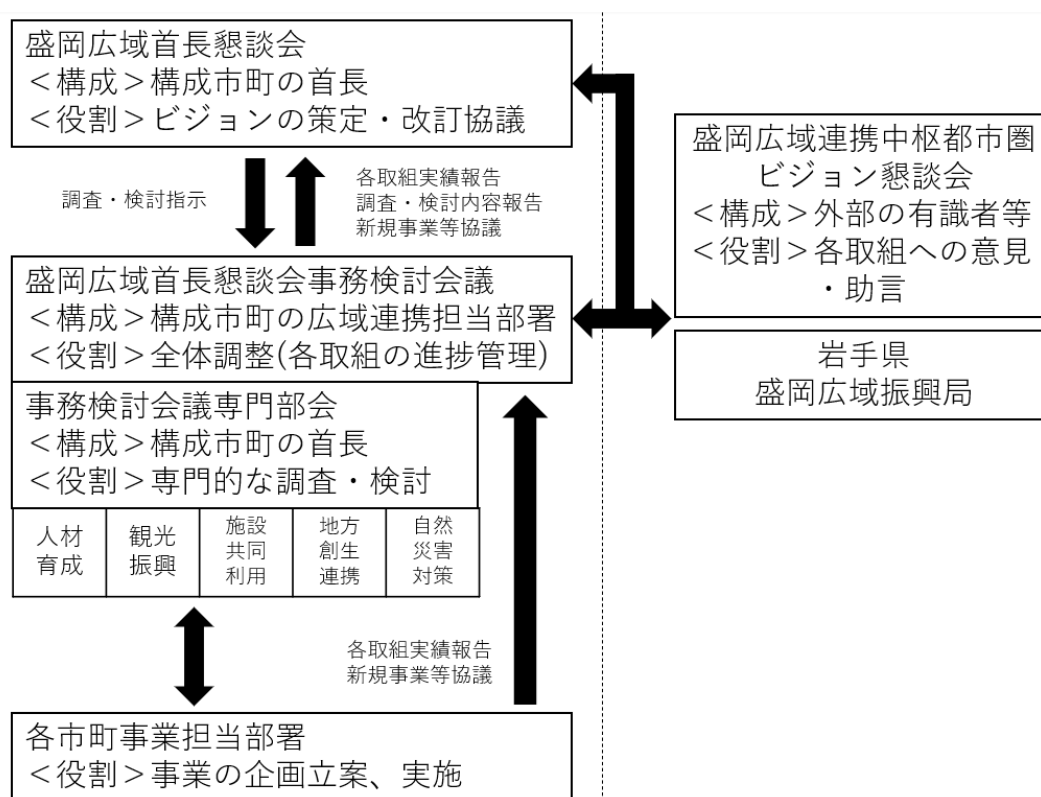 盛岡広域首長懇談会
＜構成＞構成市町の首長
＜役割＞ビジョンの策定・改訂協議
調査・検討指示
各取組実績報告
調査・検討内容報告
新規事業等協議
盛岡広域首長懇談会事務検討会議
＜構成＞構成市町の広域連携担当部署
＜役割＞全体調整(各取組の進捗管理)
事務検討会議専門部会
＜構成＞構成市町の首長
＜役割＞専門的な調査・検討
人材
育成
観光
振興
施設
共同
利用
地方
創生
連携
自然
災害
対策
各取組実績報告
新規事業等協議
各市町事業担当部署
＜役割＞事業の企画立案、実施
盛岡広域連携中枢都市圏
ビジョン懇談会
＜構成＞外部の有識者等
＜役割＞各取組への意見
・助言
岩手県
盛岡広域振興局